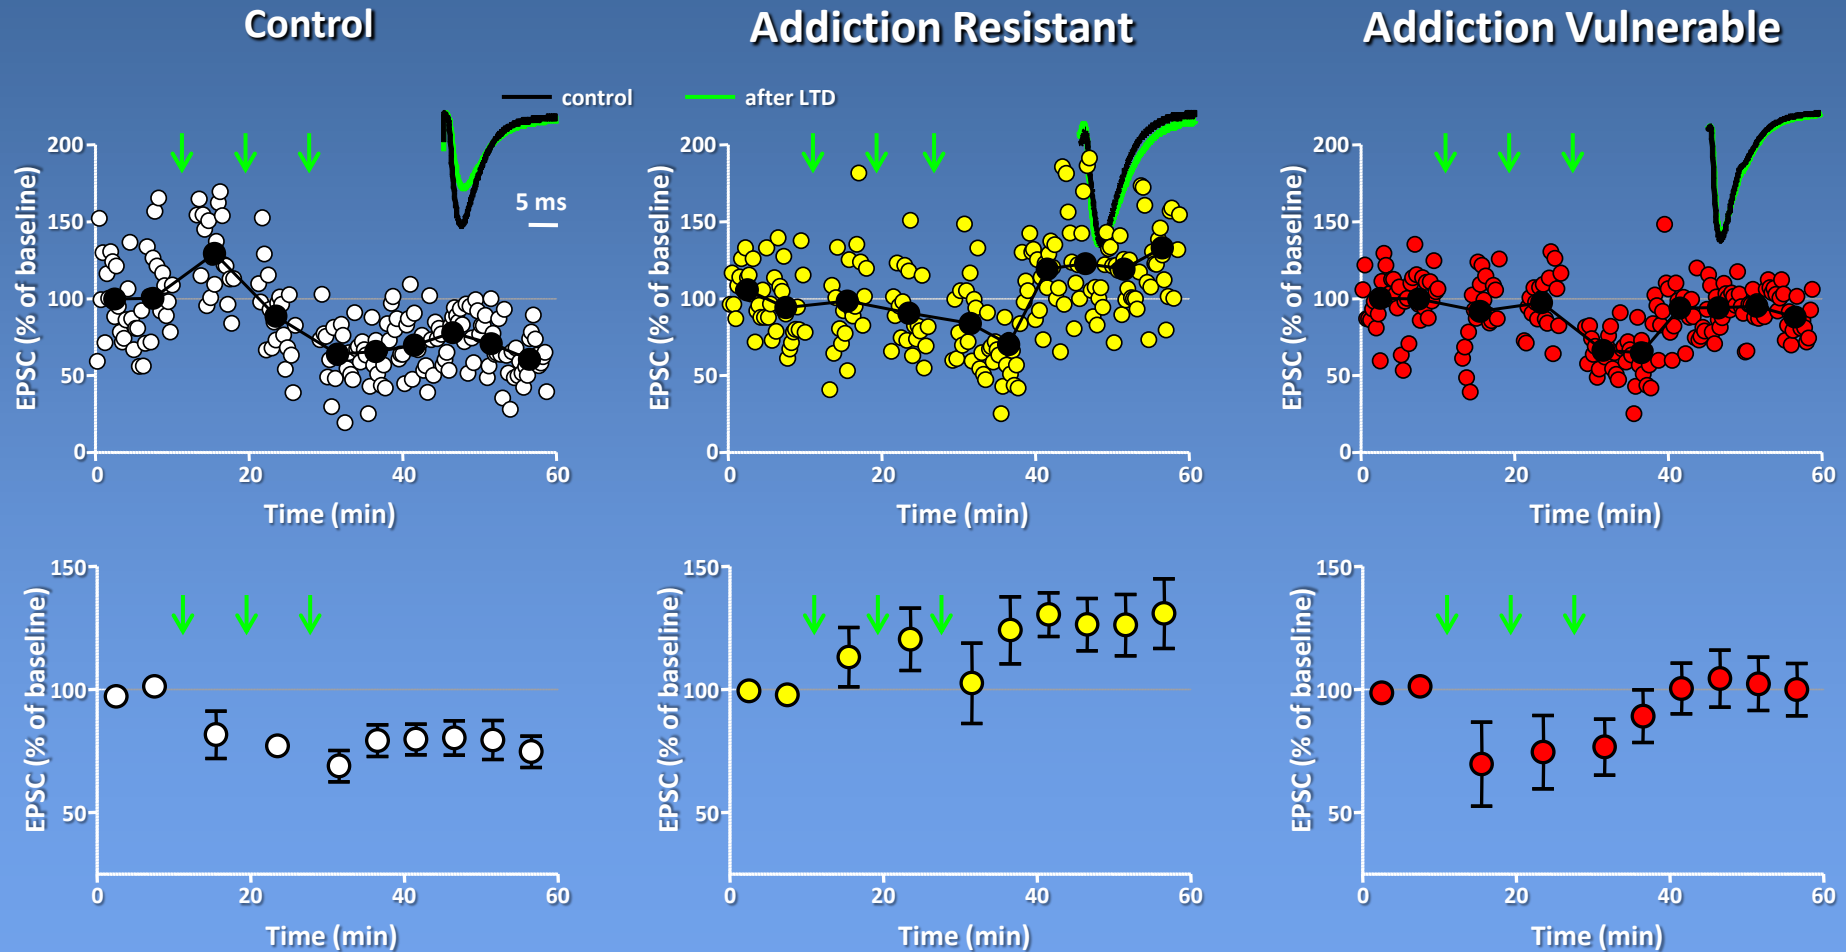 Control
Addiction Resistant
Addiction Vulnerable
control
after LTD
EPSC (% of baseline)
200
150
100
50
0
5 ms
0 20 40 60
Time (min)
EPSC (% of baseline)
200
150
100
50
0
0 20 40 60
Time (min)
EPSC (% of baseline)
200
150
100
50
0
0 20 40 60
Time (min)
EPSC (% of baseline)
150
100
50
0 20 40 60
Time (min)
EPSC (% of baseline)
150
100
50
0 20 40 60
Time (min)
EPSC (% of baseline)
150
100
50
0 20 40 60
Time (min)